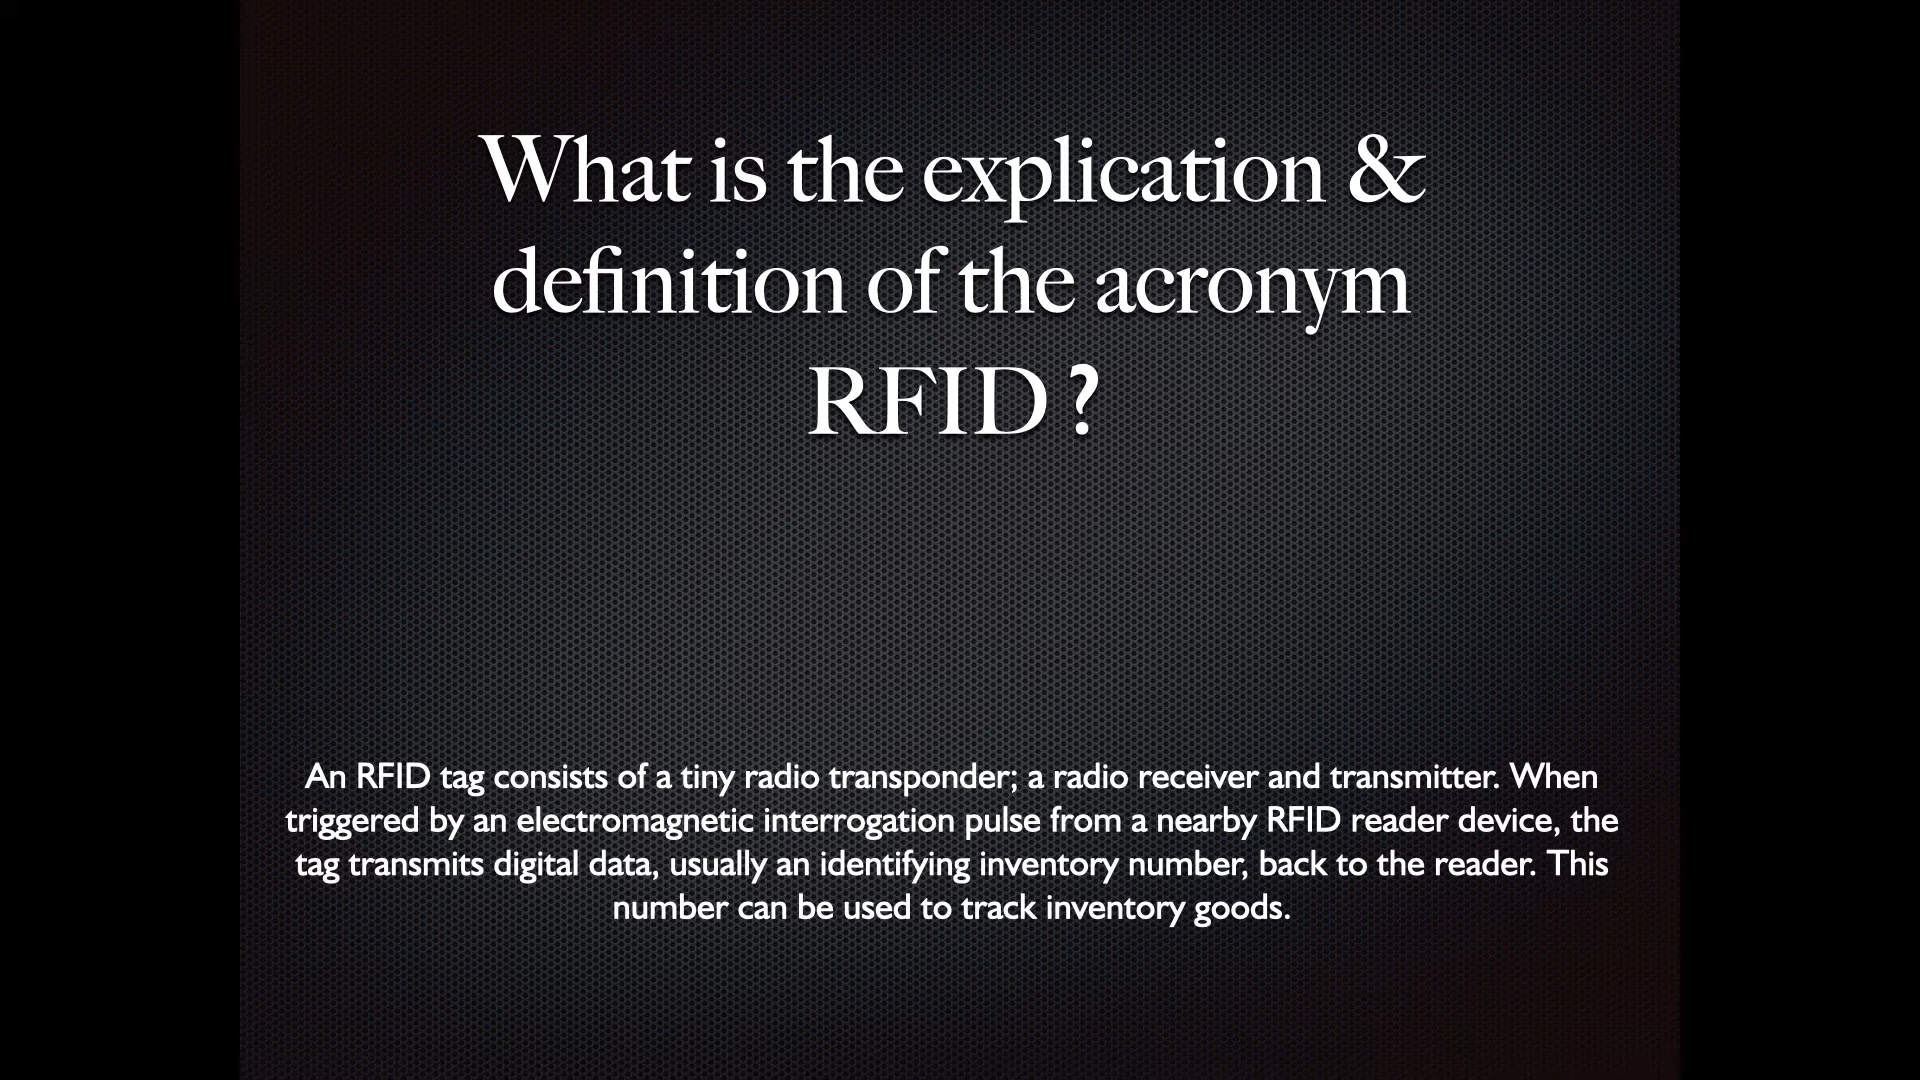 What is the explication &
definition of the acronym
RFID ?
An RFID tag consists of a tiny radio transponder; a radio receiver and transmitter. When
triggered by an electromagnetic interrogation pulse from a nearby RFID reader device, the
tag transmits digital data, usually an identifying inventory number, back to the reader. This
number can be used to track inventory goods.